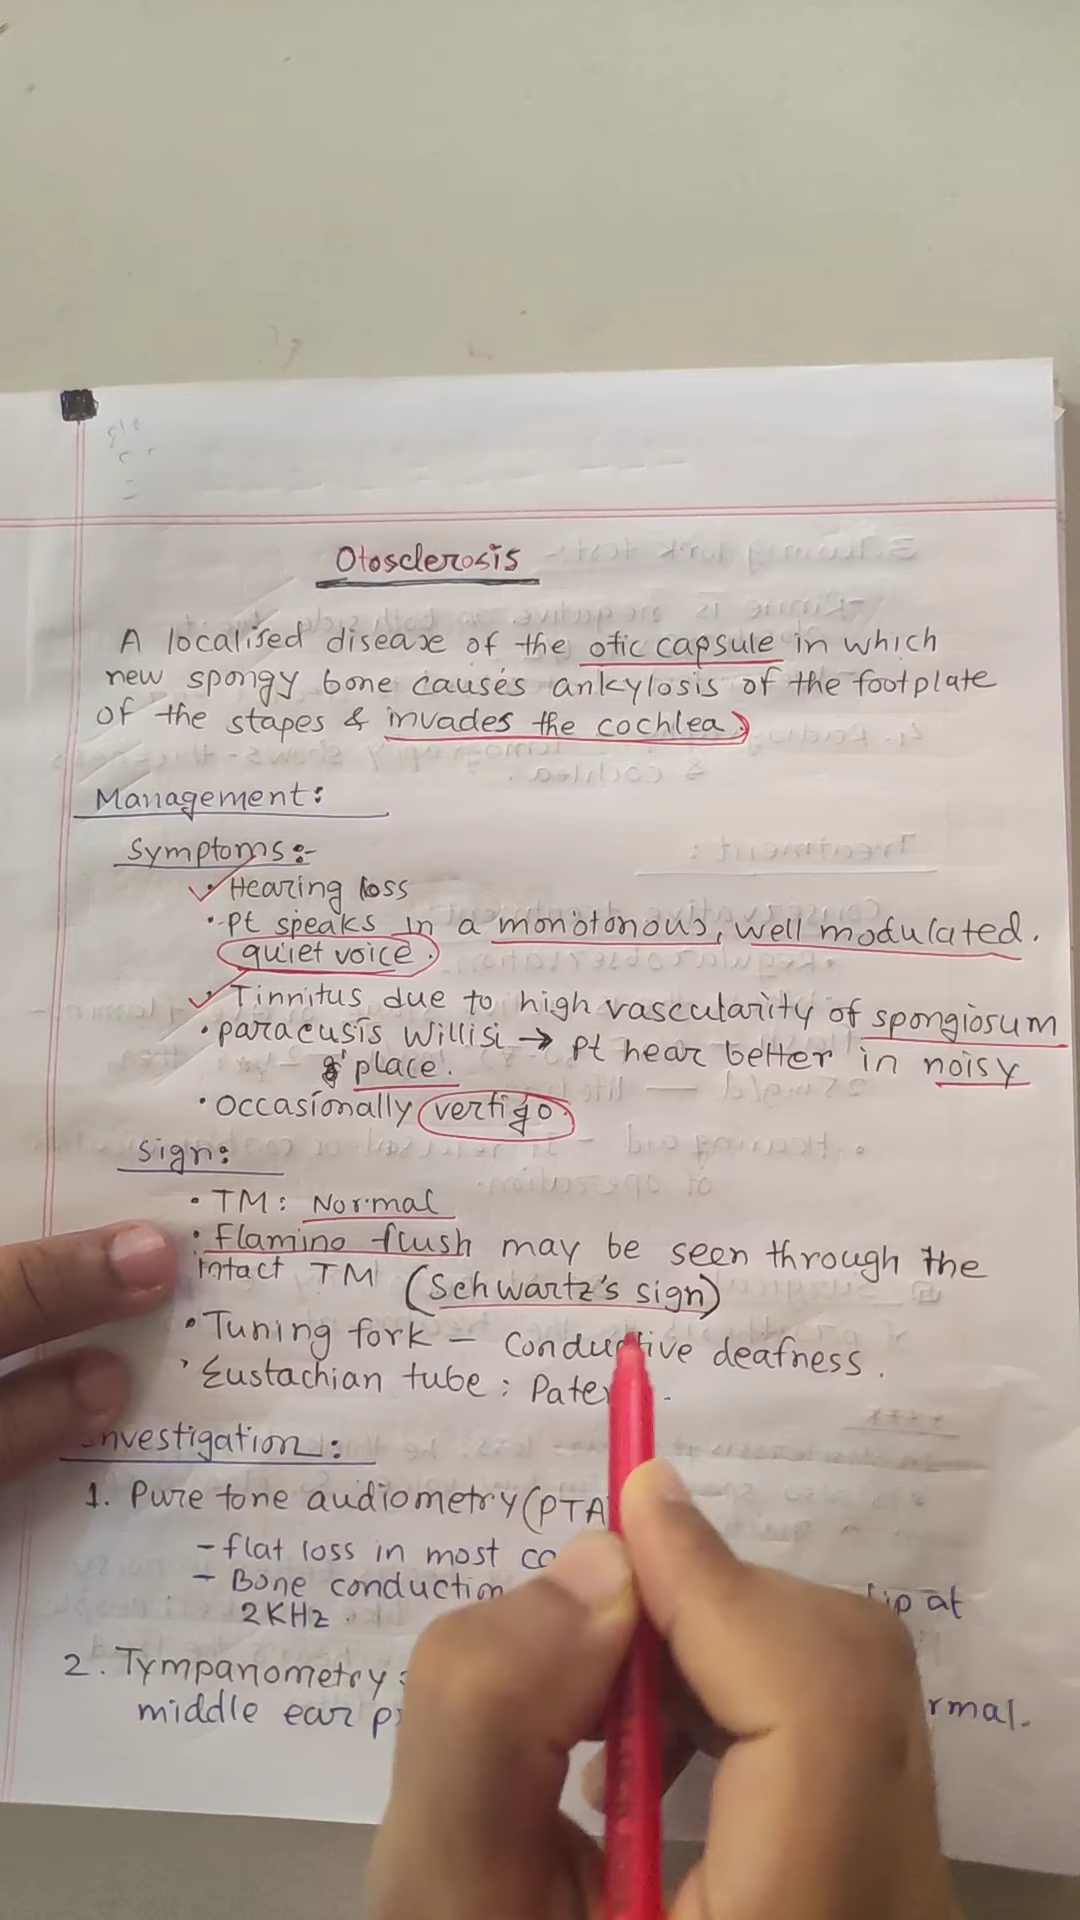 Otosclerosis
A localised disease of the otic capsule in which
new spongy bone causes ankylosis of the footplate
of the stapes & invades the cochlea.
Management:
Symptoms:-
• Hearing loss
• pt speaks in a monotonous, well modulated.
quiet voice.
• Tinnitus due to high vascularity of spongiosum
• paracusis willisi → pt hear better in noisy
place.
• occasionally vertigo.
Sign:
• TM: Normal
• Flamino flush may be seen through the
intact TM (Schwartz's sign)
• Tuning fork – Conductive deafness.
• Eustachian tube: Pate
Investigation:
1. Pure tone audiometry (PTA
– flat loss in most
– Bone conduction at
2KHz.
2. Tympanometry:
middle ear